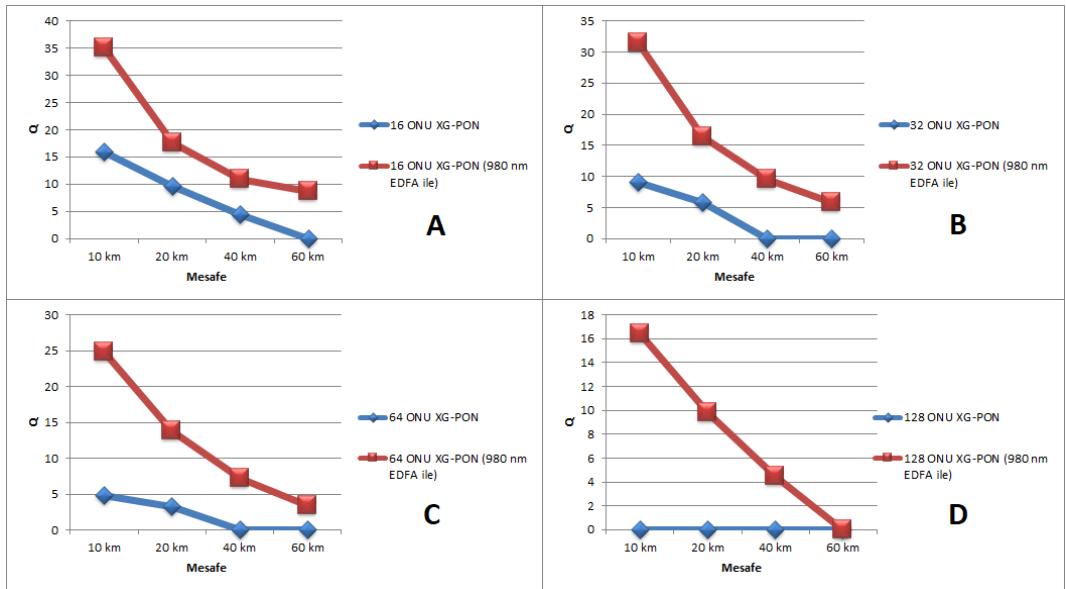 40
35
30
25
20
15
10
5
0
Q
10 km 20 km 40 km 60 km
Mesafe
16 ONU XG-PON
16 ONU XG-PON (980 nm
EDFA ile)
A
35
30
25
20
15
10
5
0
Q
10 km 20 km 40 km 60 km
Mesafe
32 ONU XG-PON
32 ONU XG-PON (980 nm
EDFA ile)
B
30
25
20
15
10
5
0
Q
10 km 20 km 40 km 60 km
Mesafe
64 ONU XG-PON
64 ONU XG-PON (980 nm
EDFA ile)
C
18
16
14
12
10
8
6
4
2
0
Q
10 km 20 km 40 km 60 km
Mesafe
128 ONU XG-PON
128 ONU XG-PON (980 nm
EDFA ile)
D